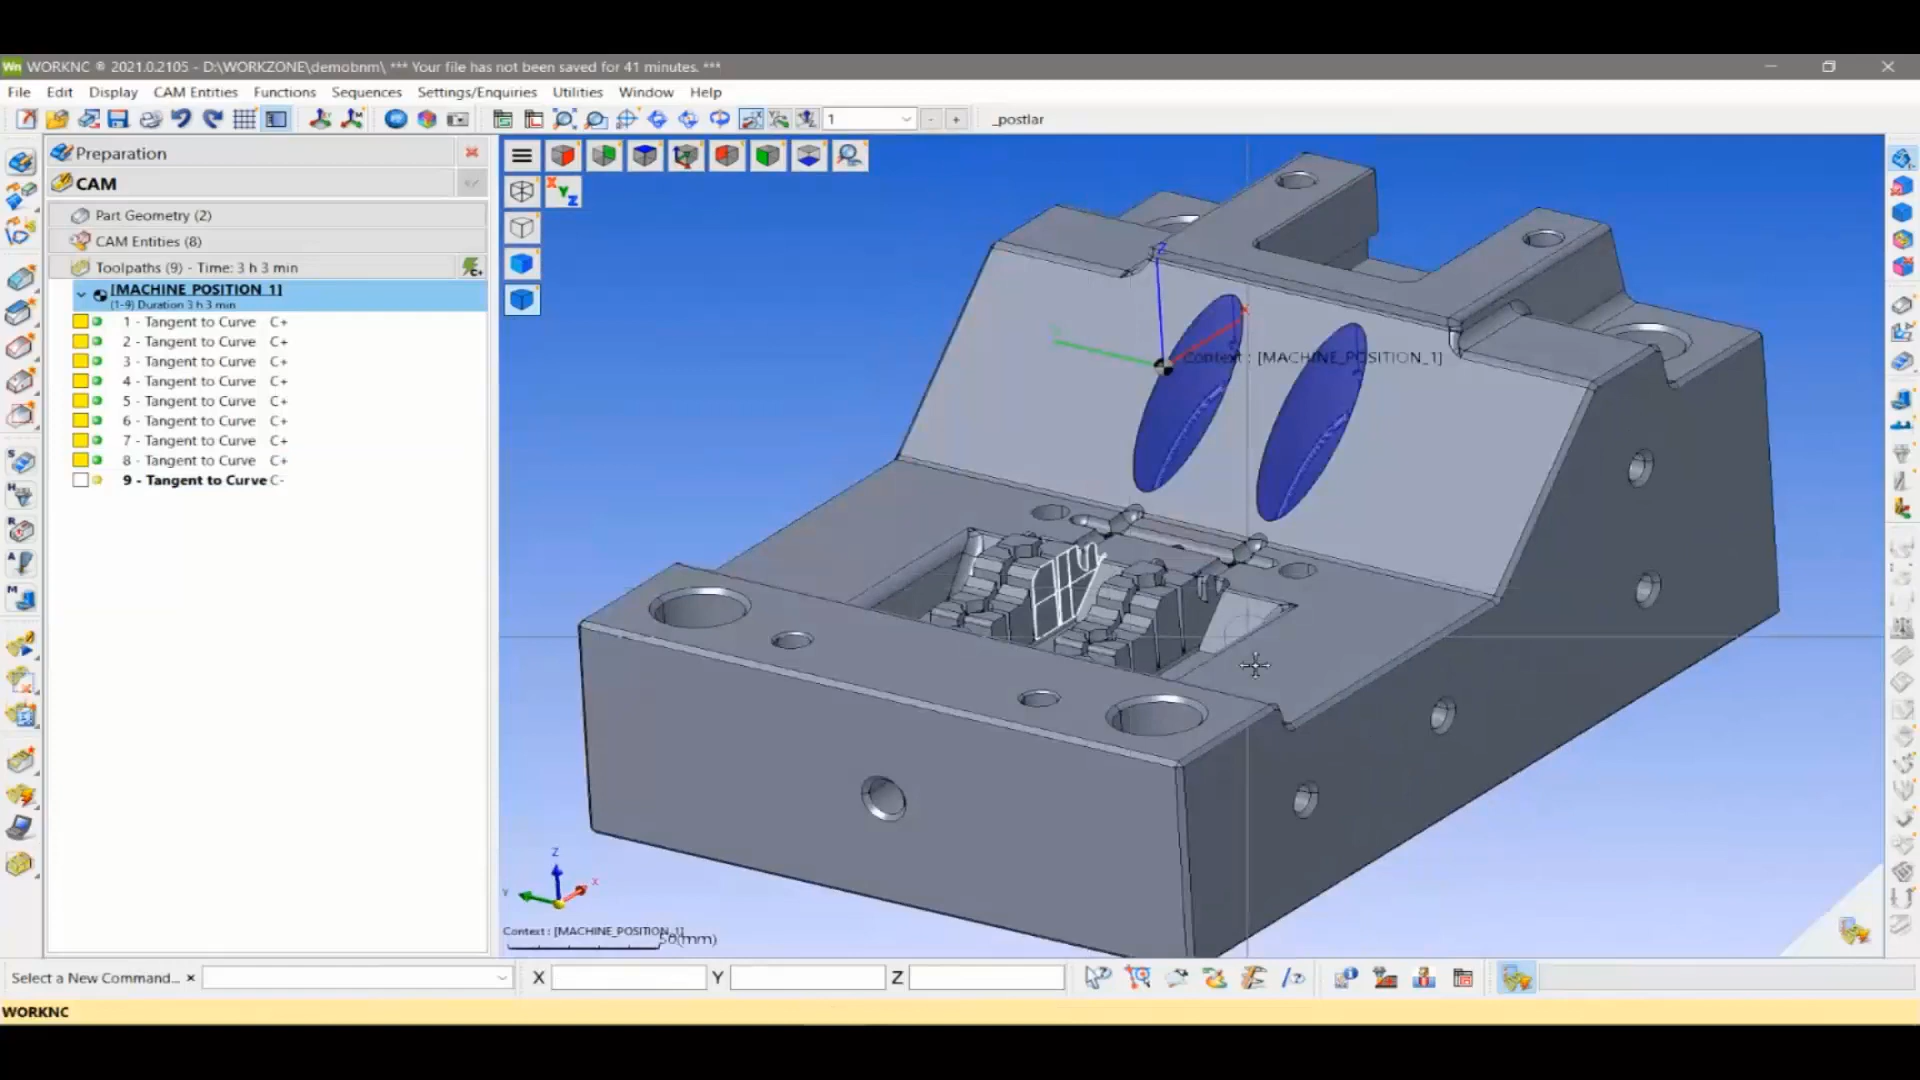 Wn WORKNC ® 2021.0.2105 - D:\WORKZONE\demobnm\ *** Your file has not been saved for 41 minutes. ***
File Edit Display CAM Entities Functions Sequences Settings/Enquiries Utilities Window Help
1 - + _postlar
Preparation
CAM
Part Geometry (2)
CAM Entities (8)
Toolpaths (9) - Time: 3 h 3 min C+
[MACHINE_POSITION_1]
(1-9) Duration 3 h 3 min
1 - Tangent to Curve C+
2 - Tangent to Curve C+
3 - Tangent to Curve C+
4 - Tangent to Curve C+
5 - Tangent to Curve C+
6 - Tangent to Curve C+
7 - Tangent to Curve C+
8 - Tangent to Curve C+
9 - Tangent to Curve C-
S
H
R
A
M
X Y Z
Z
X
Context : [MACHINE_POSITION_1]
Z
Y
X
Context : [MACHINE_POSITION_1]
50(mm)
Select a New Command... × X Y Z
WORKNC